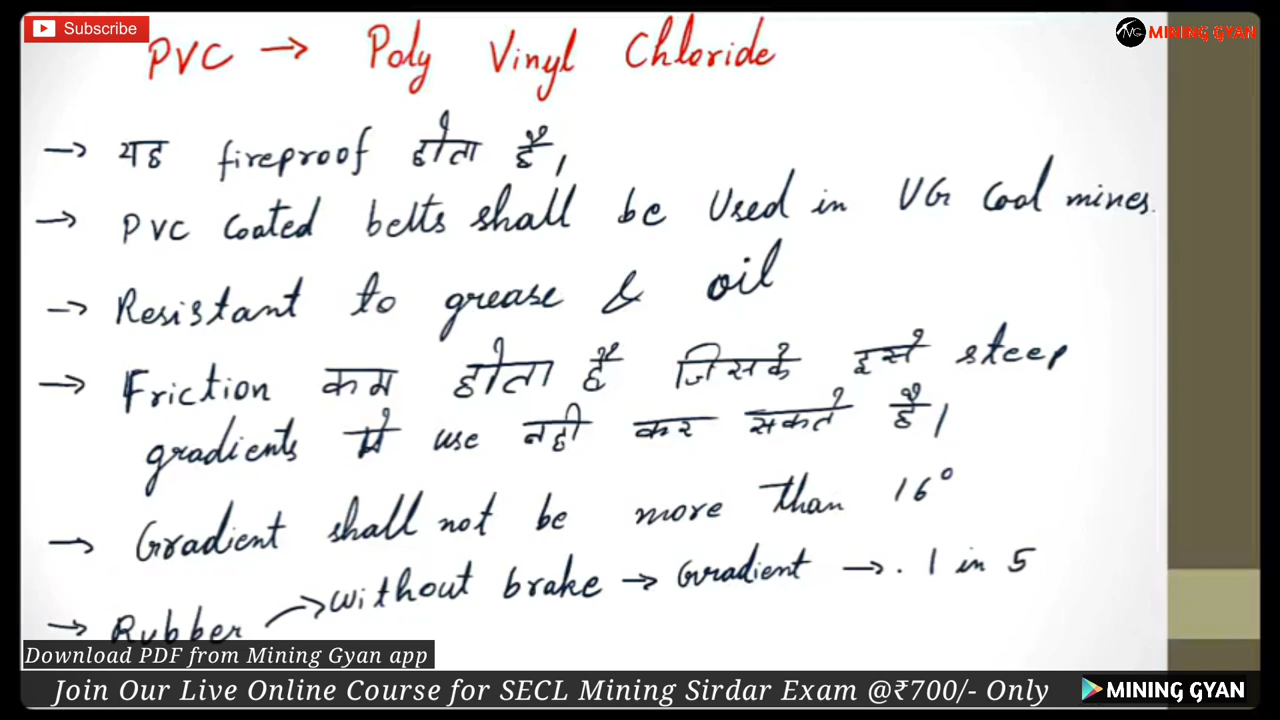 Subscribe
MINING GYAN
PVC → Poly Vinyl Chloride
→ यह fireproof होता है,
→ PVC Coated belts shall be Used in UG Coal mines.
→ Resistant to grease & oil
→ Friction कम होता है जिसके इसे steep
gradients में use नही कर सकते है।
→ Gradient shall not be more than 16°
→ Rubber → without brake → Gradient → . 1 in 5
Download PDF from Mining Gyan app
Join Our Live Online Course for SECL Mining Sirdar Exam @₹700/- Only
MINING GYAN